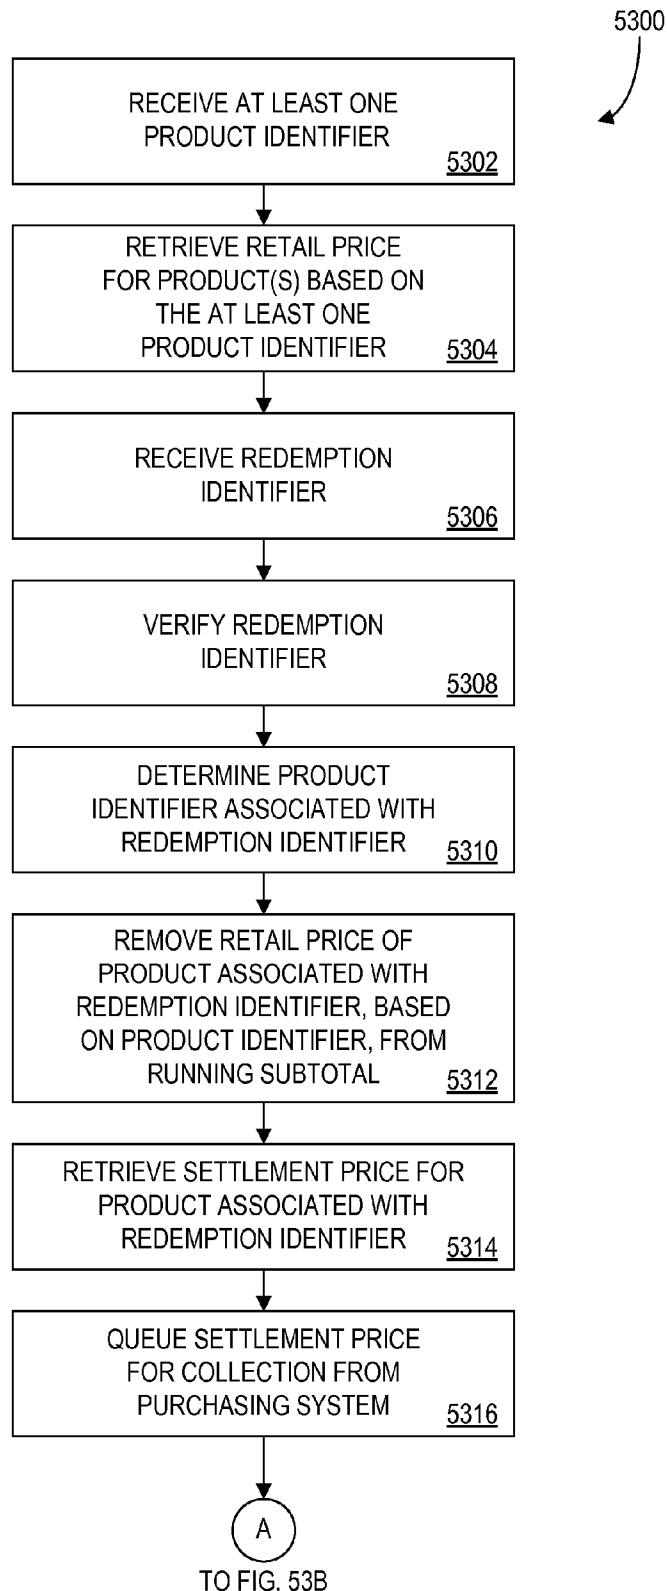 5300
RECEIVE AT LEAST ONE
PRODUCT IDENTIFIER
5302
RETRIEVE RETAIL PRICE
FOR PRODUCT(S) BASED ON
THE AT LEAST ONE
PRODUCT IDENTIFIER
5304
RECEIVE REDEMPTION
IDENTIFIER
5306
VERIFY REDEMPTION
IDENTIFIER
5308
DETERMINE PRODUCT
IDENTIFIER ASSOCIATED WITH
REDEMPTION IDENTIFIER
5310
REMOVE RETAIL PRICE OF
PRODUCT ASSOCIATED WITH
REDEMPTION IDENTIFIER, BASED
ON PRODUCT IDENTIFIER, FROM
RUNNING SUBTOTAL
5312
RETRIEVE SETTLEMENT PRICE FOR
PRODUCT ASSOCIATED WITH
REDEMPTION IDENTIFIER
5314
QUEUE SETTLEMENT PRICE
FOR COLLECTION FROM
PURCHASING SYSTEM
5316
A
TO FIG. 53B